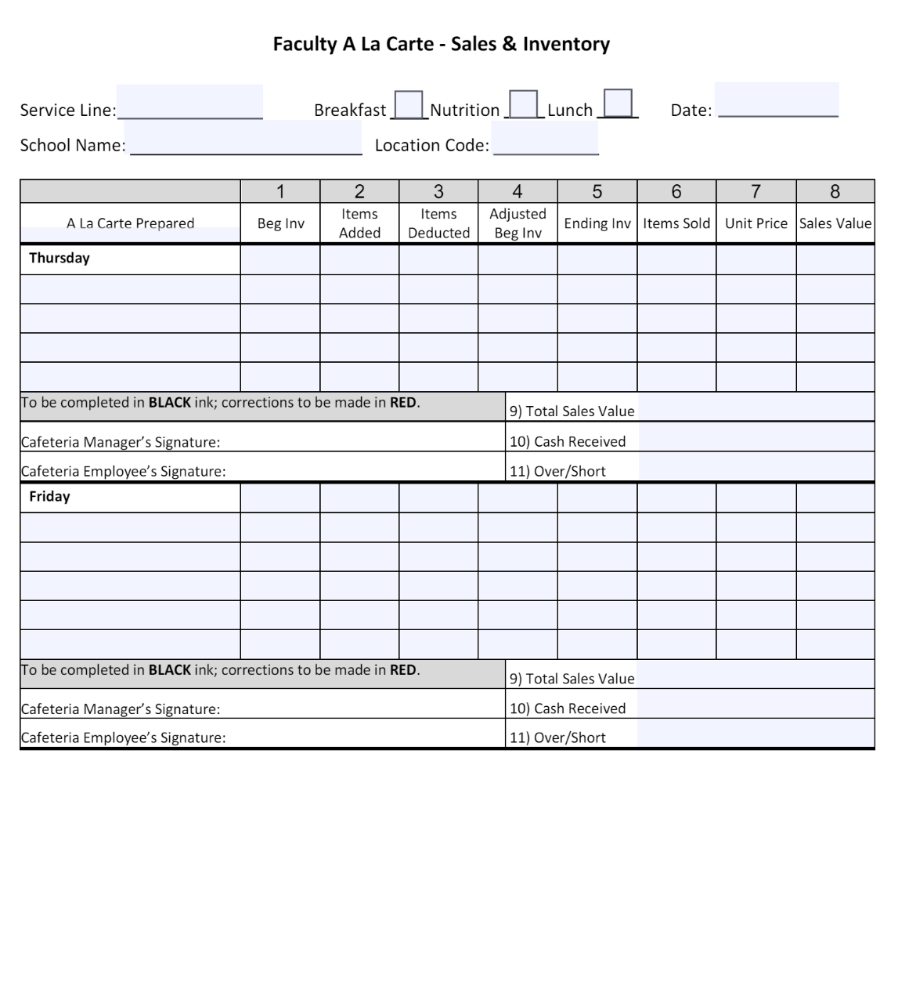 Faculty A La Carte - Sales & Inventory
Service Line: Breakfast Nutrition Lunch Date:
School Name: Location Code:
1 2 3 4 5 6 7 8
A La Carte Prepared Beg Inv Items Added Items Deducted Adjusted Beg Inv Ending Inv Items Sold Unit Price Sales Value
Thursday
To be completed in BLACK ink; corrections to be made in RED. 9) Total Sales Value
Cafeteria Manager’s Signature: 10) Cash Received
Cafeteria Employee’s Signature: 11) Over/Short
Friday
To be completed in BLACK ink; corrections to be made in RED. 9) Total Sales Value
Cafeteria Manager’s Signature: 10) Cash Received
Cafeteria Employee’s Signature: 11) Over/Short